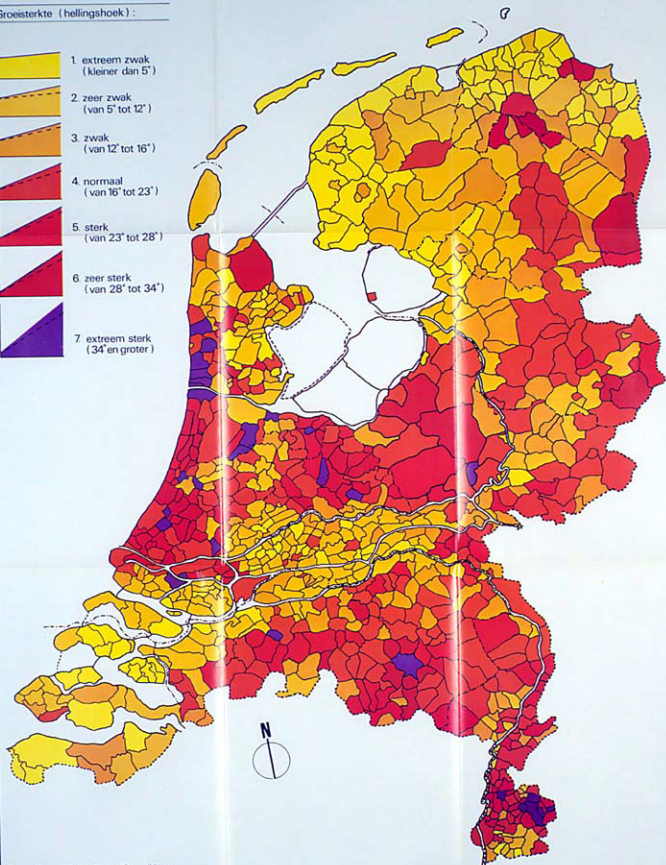 Groeisterkte (hellingshoek) :
1. extreem zwak
(kleiner dan 5°)
2. zeer zwak
(van 5° tot 12°)
3. zwak
(van 12° tot 16°)
4. normaal
(van 16° tot 23°)
5. sterk
(van 23° tot 28°)
6. zeer sterk
(van 28° tot 34°)
7. extreem sterk
(34° en groter)
N